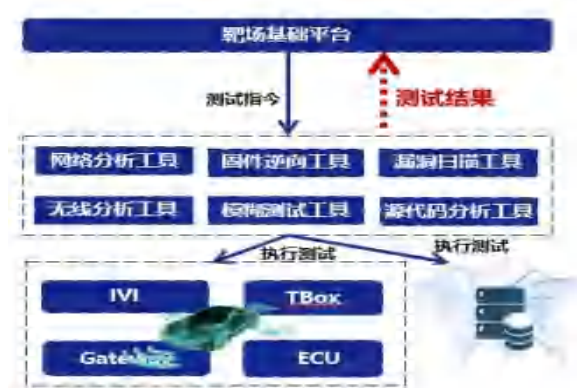 靶场基础平台
测试指令
测试结果
网络分析工具 固件逆向工具 漏洞扫描工具
无线分析工具 模糊测试工具 源代码分析工具
执行测试 执行测试
IVI TBox
ECU